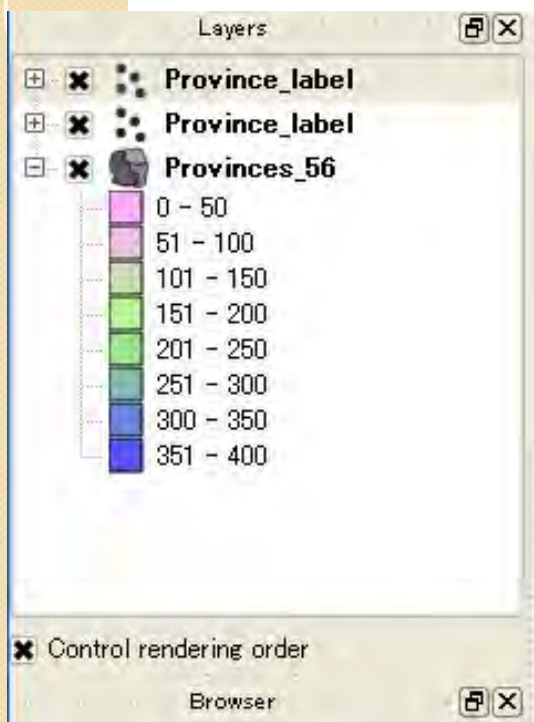 Layers
Province_label
Province_label
Provinces_56
0 - 50
51 - 100
101 - 150
151 - 200
201 - 250
251 - 300
300 - 350
351 - 400
Control rendering order
Browser